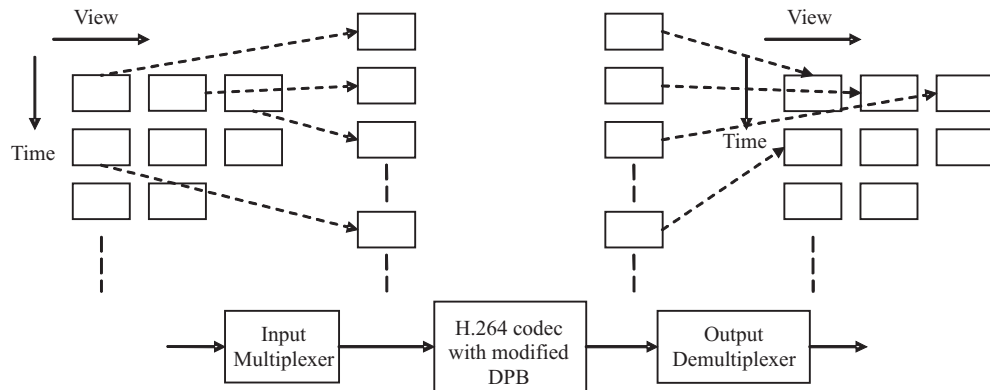 View
View
Time
Time
Input
Multiplexer
H.264 codec
with modified
DPB
Output
Demultiplexer